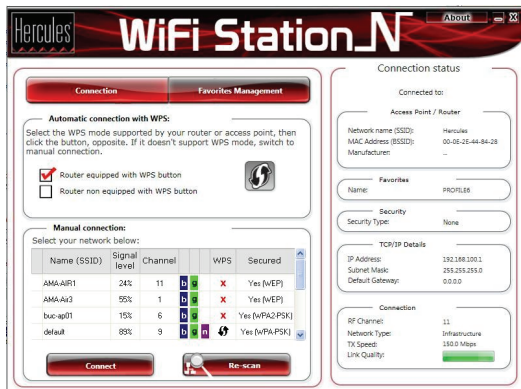 Hercules
WiFi Station_N
About
Connection
Favorites Management
Automatic connection with WPS:
Select the WPS mode supported by your router or access point, then
click the button, opposite. If it doesn't support WPS mode, switch to
manual connection.
Router equipped with WPS button
Router non equipped with WPS button
Manual connection:
Select your network below:
Name (SSID) Signal level Channel WPS Secured
AMA-AIR1 24% 11 b g X Yes (WEP)
AMA-Air3 55% 1 b g X Yes (WEP)
buc-ap01 15% 6 b g X Yes (WPA2-PSK)
default 89% 9 b g n Yes (WPA-PSK)
Connect
Re-scan
Connection status
Connected to:
Access Point / Router
Network name (SSID): Hercules
MAC Address (BSSID): 00-0E-2E-44-84-28
Manufacturer: ...
Favorites
Name: PROFILE6
Security
Security Type: None
TCP/IP Details
IP Address: 192.168.100.1
Subnet Mask: 255.255.255.0
Default Gateway: 0.0.0.0
Connection
RF Channel: 11
Network Type: Infrastructure
TX Speed: 150.0 Mbps
Link Quality: